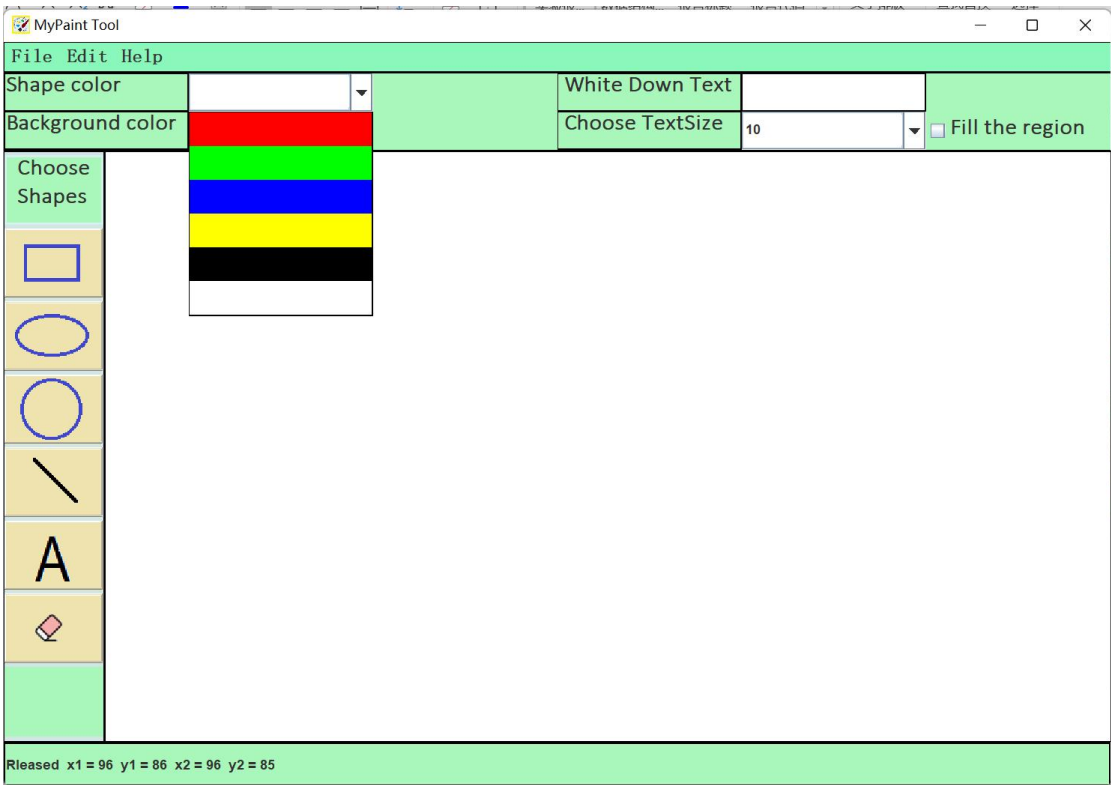 MyPaint Tool
File Edit Help
Shape color
White Down Text
Background color
Choose TextSize
10
Fill the region
Choose
Shapes
A
Rleased x1 = 96 y1 = 86 x2 = 96 y2 = 85